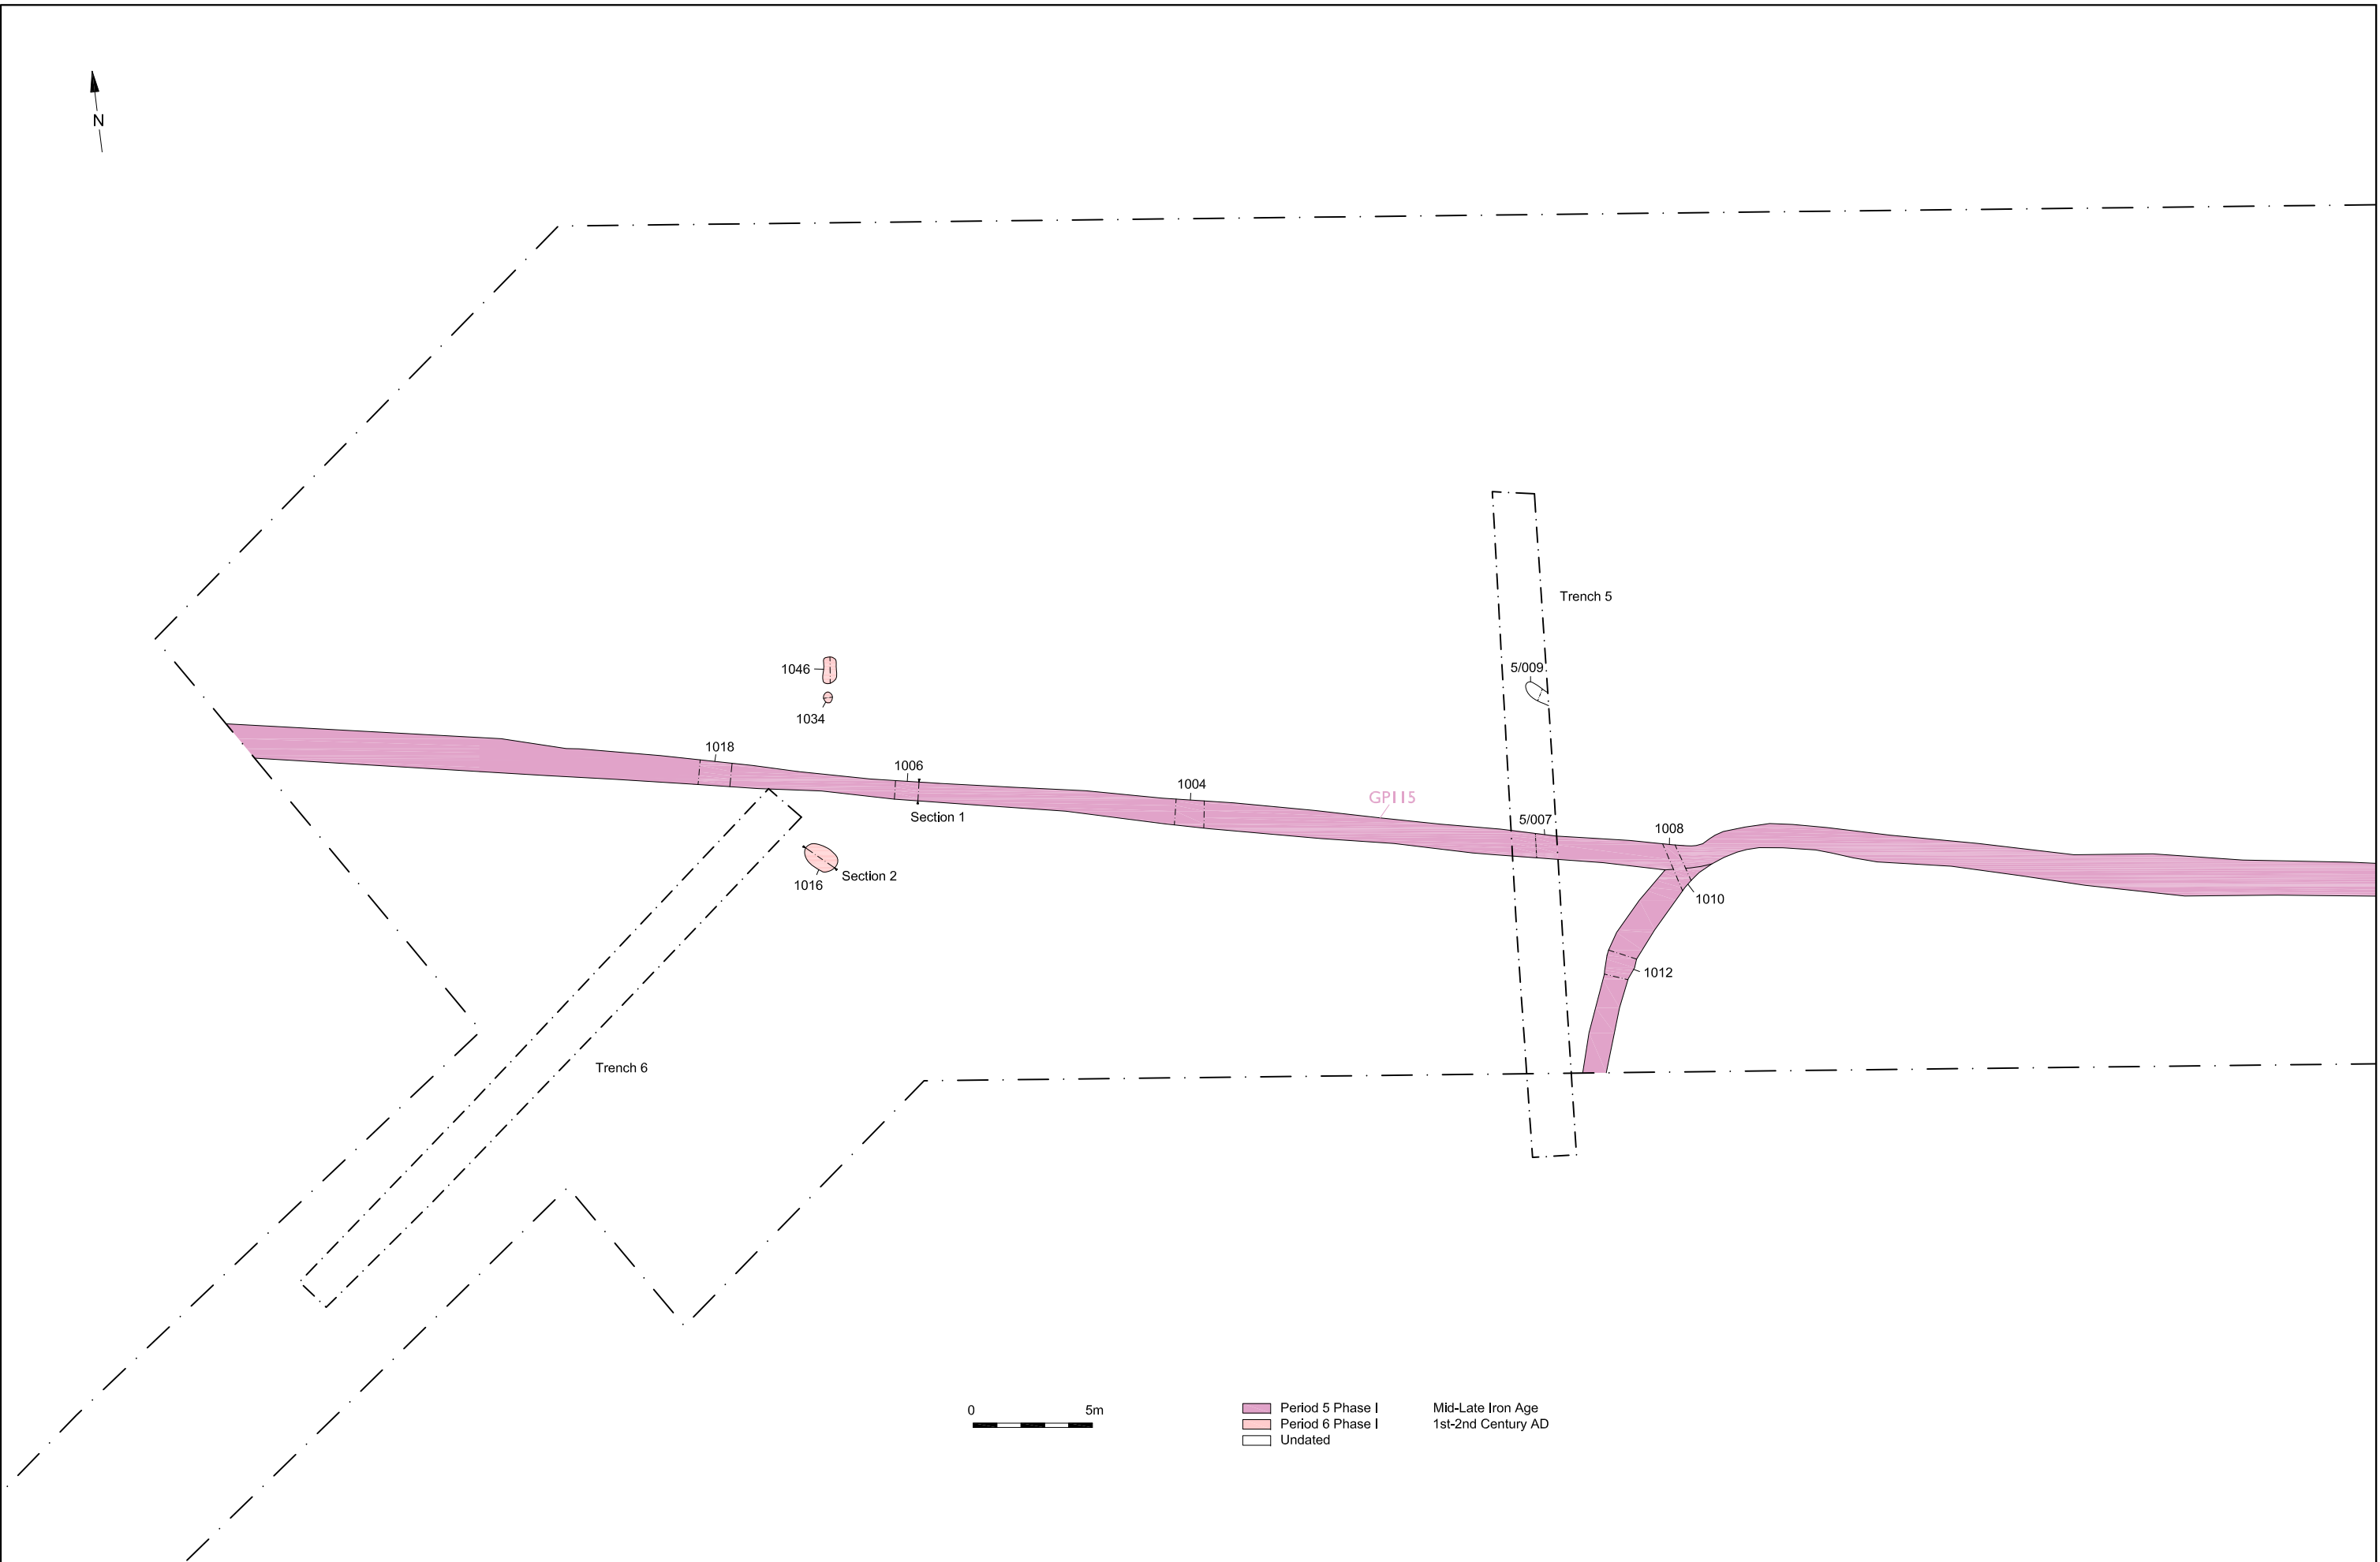 N
Trench 5
5/009
1046
1034
1018
1006
1004
GP115
Section 1
5/007
1008
1016
Section 2
1010
1012
Trench 6
0 5m
Period 5 Phase I Mid-Late Iron Age
Period 6 Phase I 1st-2nd Century AD
Undated